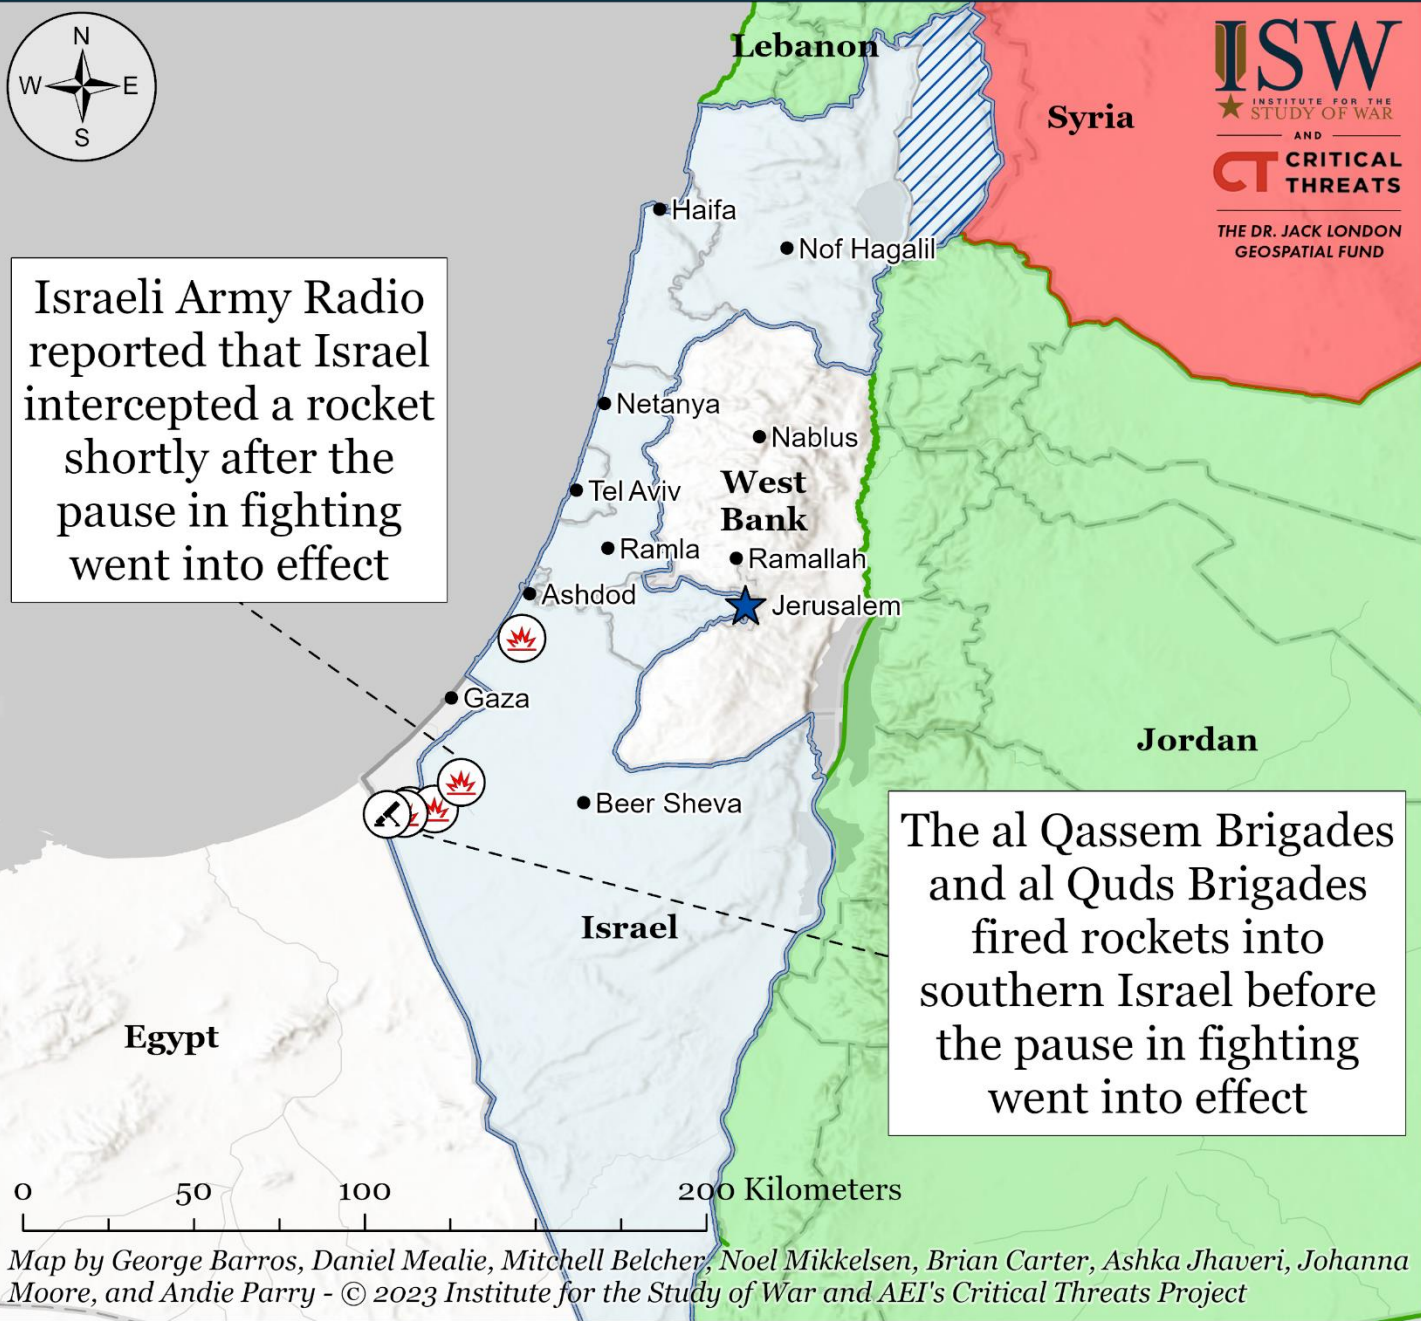 N
W
E
S
Lebanon
Syria
ISW
INSTITUTE FOR THE
STUDY OF WAR
AND
CT CRITICAL
THREATS
THE DR. JACK LONDON
GEOSPATIAL FUND
Haifa
Nof Hagalil
Israeli Army Radio
reported that Israel
intercepted a rocket
shortly after the
pause in fighting
went into effect
Netanya
Nablus
West
Bank
Tel Aviv
Ramla
Ramallah
Ashdod
Jerusalem
Gaza
Jordan
Beer Sheva
The al Qassem Brigades
and al Quds Brigades
fired rockets into
southern Israel before
the pause in fighting
went into effect
Israel
Egypt
0 50 100 200 Kilometers
Map by George Barros, Daniel Mealie, Mitchell Belcher, Noel Mikkelsen, Brian Carter, Ashka Jhaveri, Johanna
Moore, and Andie Parry - © 2023 Institute for the Study of War and AEI's Critical Threats Project